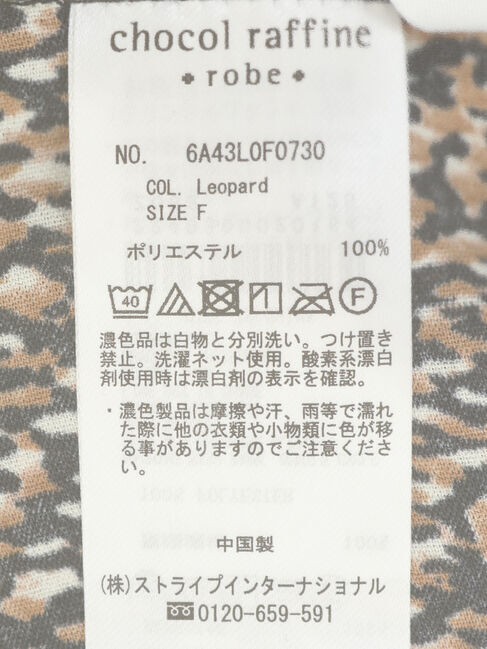 chocol raffine
robe
NO. 6A43L0F0730
COL. Leopard
SIZE F
ポリエステル 100%
40 F
濃色品は白物と分別洗い。つけ置き
禁止。洗濯ネット使用。酸素系漂白
剤使用時は漂白剤の表示を確認。
・濃色製品は摩擦や汗、雨等で濡れ
た際に他の衣類や小物類に色が移
る事がありますのでご注意くださ
い。
中国製
(株)ストライプインターナショナル
0120-659-591